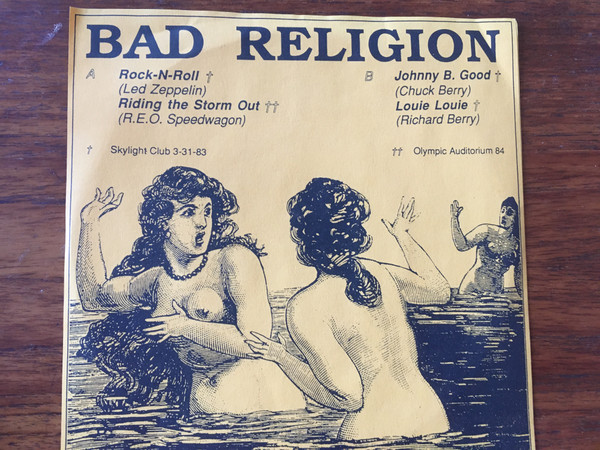 BAD RELIGION
A Rock-N-Roll †
(Led Zeppelin)
Riding the Storm Out ††
(R.E.O. Speedwagon)
B Johnny B. Good †
(Chuck Berry)
Louie Louie †
(Richard Berry)
† Skylight Club 3-31-83
†† Olympic Auditorium 84